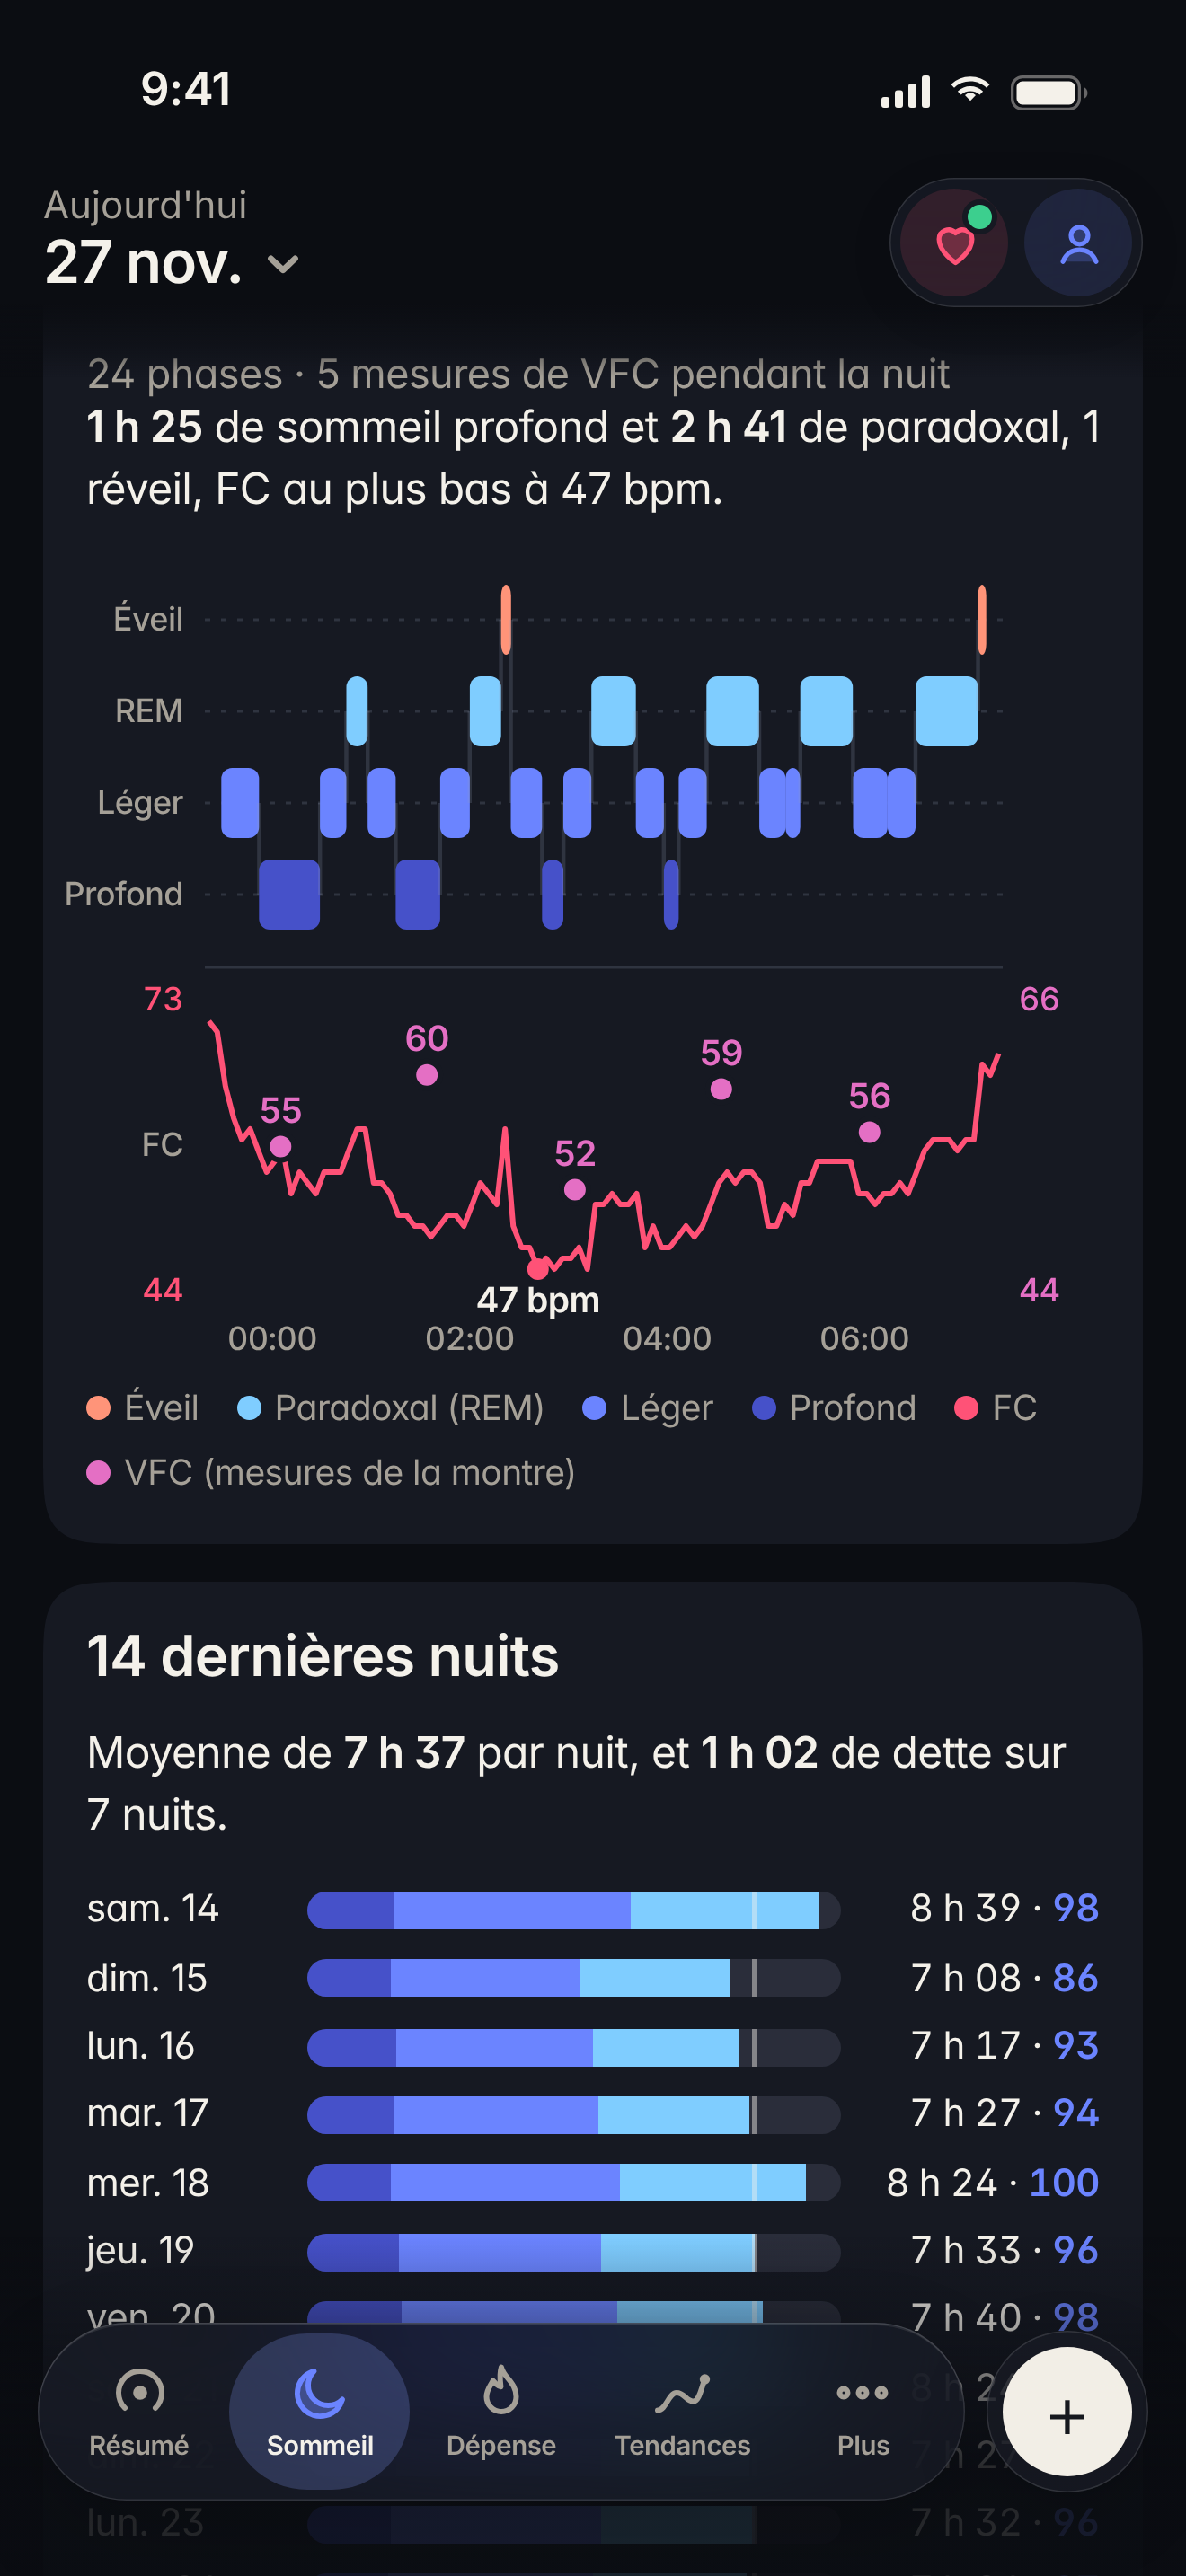 9:41
Aujourd'hui
27 nov.
24 phases · 5 mesures de VFC pendant la nuit
1 h 25 de sommeil profond et 2 h 41 de paradoxal, 1
réveil, FC au plus bas à 47 bpm.
Éveil
REM
Léger
Profond
73
66
60
59
55
56
FC
52
44
44
47 bpm
00:00 02:00 04:00 06:00
Éveil Paradoxal (REM) Léger Profond FC
VFC (mesures de la montre)
14 dernières nuits
Moyenne de 7 h 37 par nuit, et 1 h 02 de dette sur
7 nuits.
sam. 14 8 h 39 · 98
dim. 15 7 h 08 · 86
lun. 16 7 h 17 · 93
mar. 17 7 h 27 · 94
mer. 18 8 h 24 · 100
jeu. 19 7 h 33 · 96
ven. 20 7 h 40 · 98
Résumé Sommeil Dépense Tendances Plus
lun. 23 7 h 32 · 96